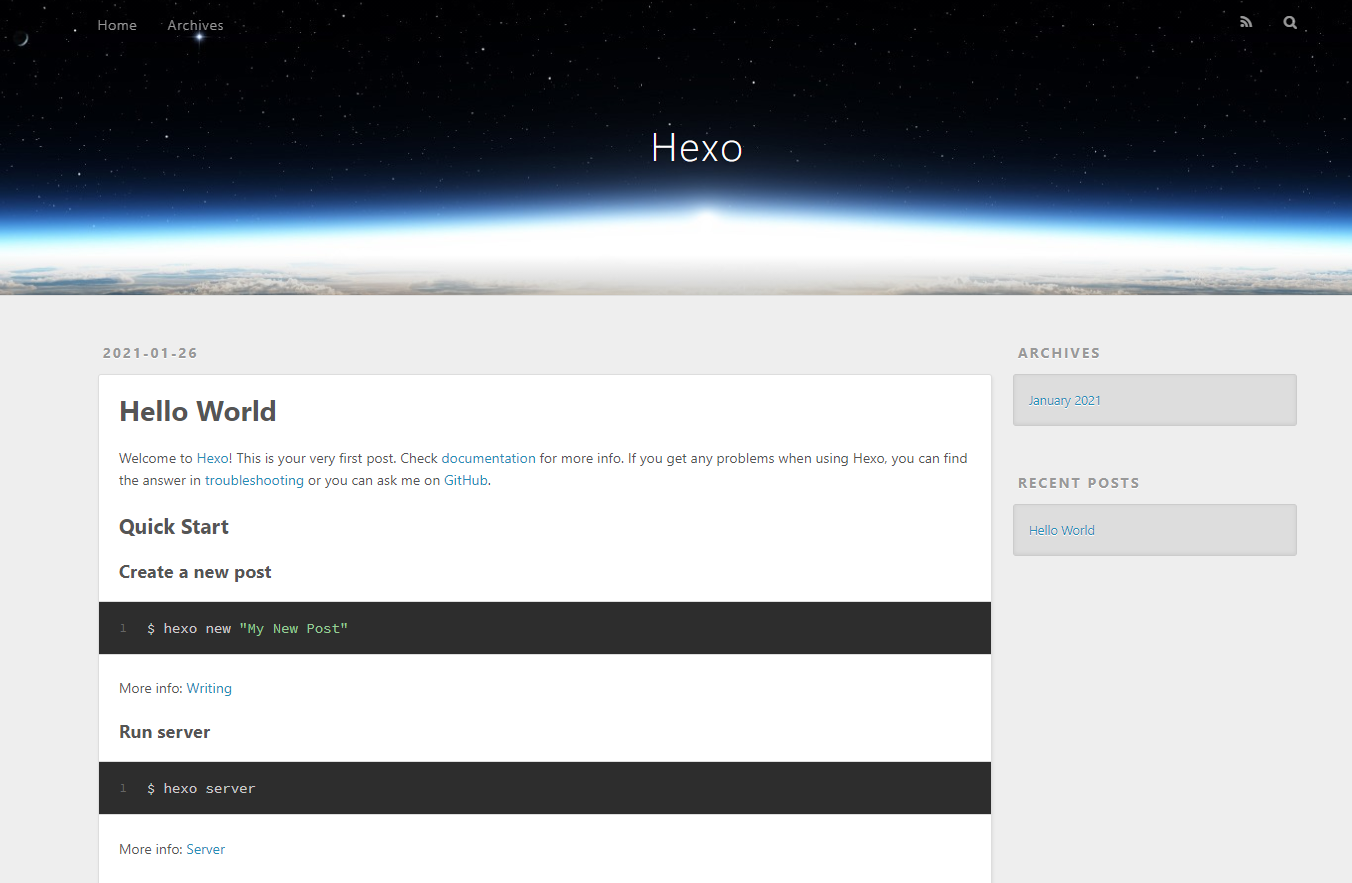 Home Archives
Hexo
2021-01-26
Hello World
Welcome to Hexo! This is your very first post. Check documentation for more info. If you get any problems when using Hexo, you can find
the answer in troubleshooting or you can ask me on GitHub.
Quick Start
Create a new post
1 $ hexo new "My New Post"
More info: Writing
Run server
1 $ hexo server
More info: Server
ARCHIVES
January 2021
RECENT POSTS
Hello World